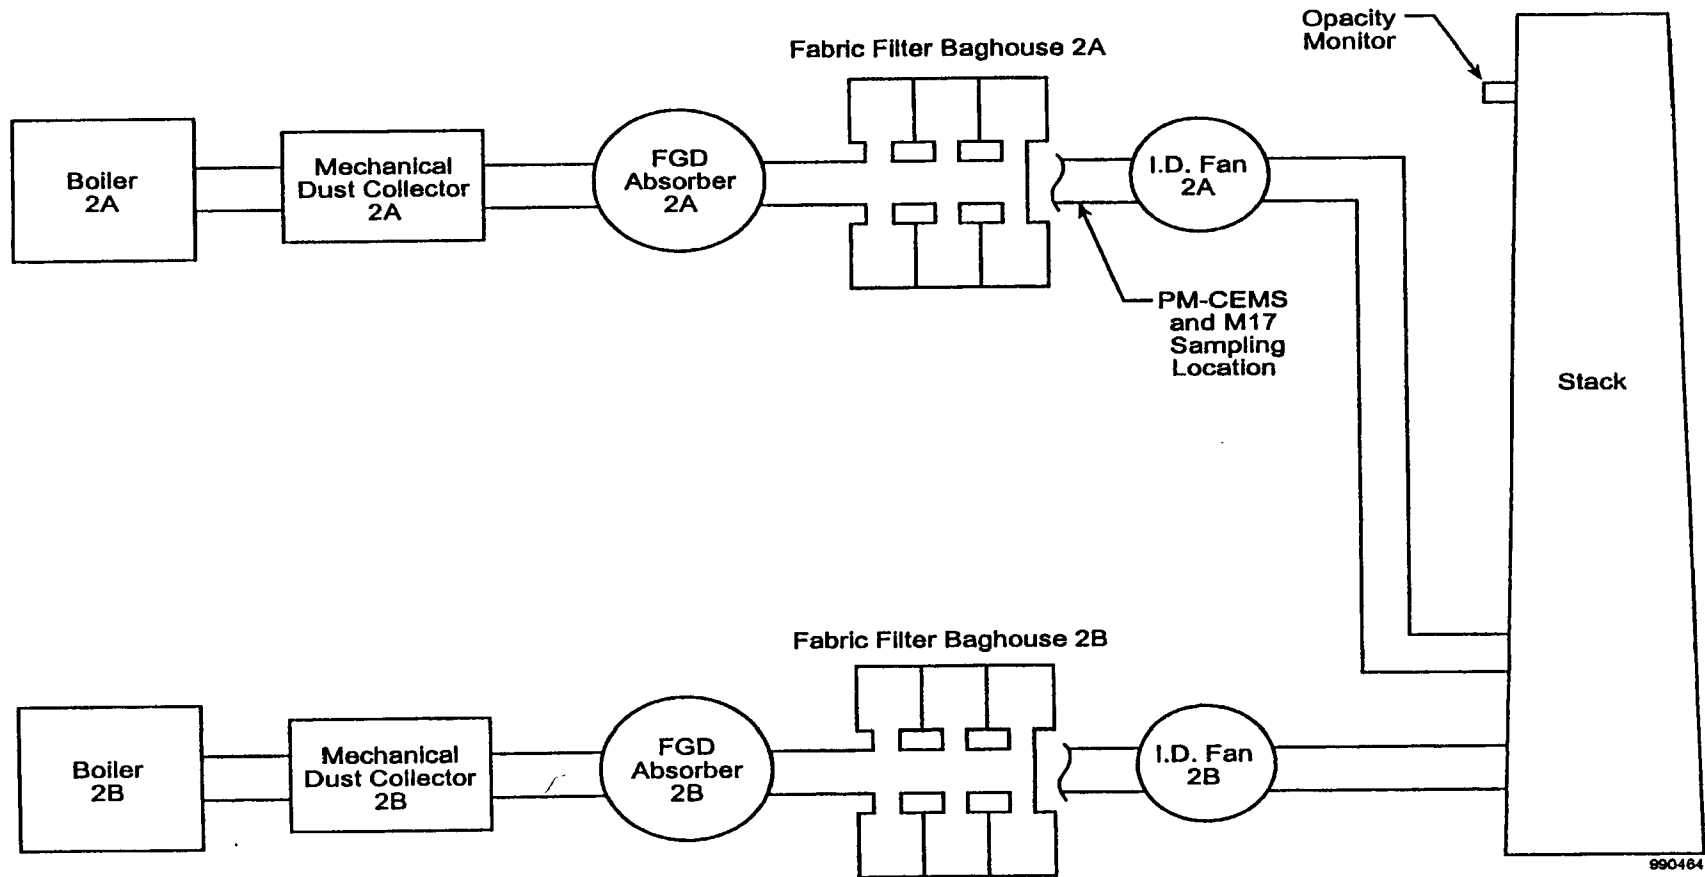 Opacity
Monitor
Fabric Filter Baghouse 2A
Boiler
2A
Mechanical
Dust Collector
2A
FGD
Absorber
2A
I.D. Fan
2A
PM-CEMS
and M17
Sampling
Location
Stack
Fabric Filter Baghouse 2B
Boiler
2B
Mechanical
Dust Collector
2B
FGD
Absorber
2B
I.D. Fan
2B
990464